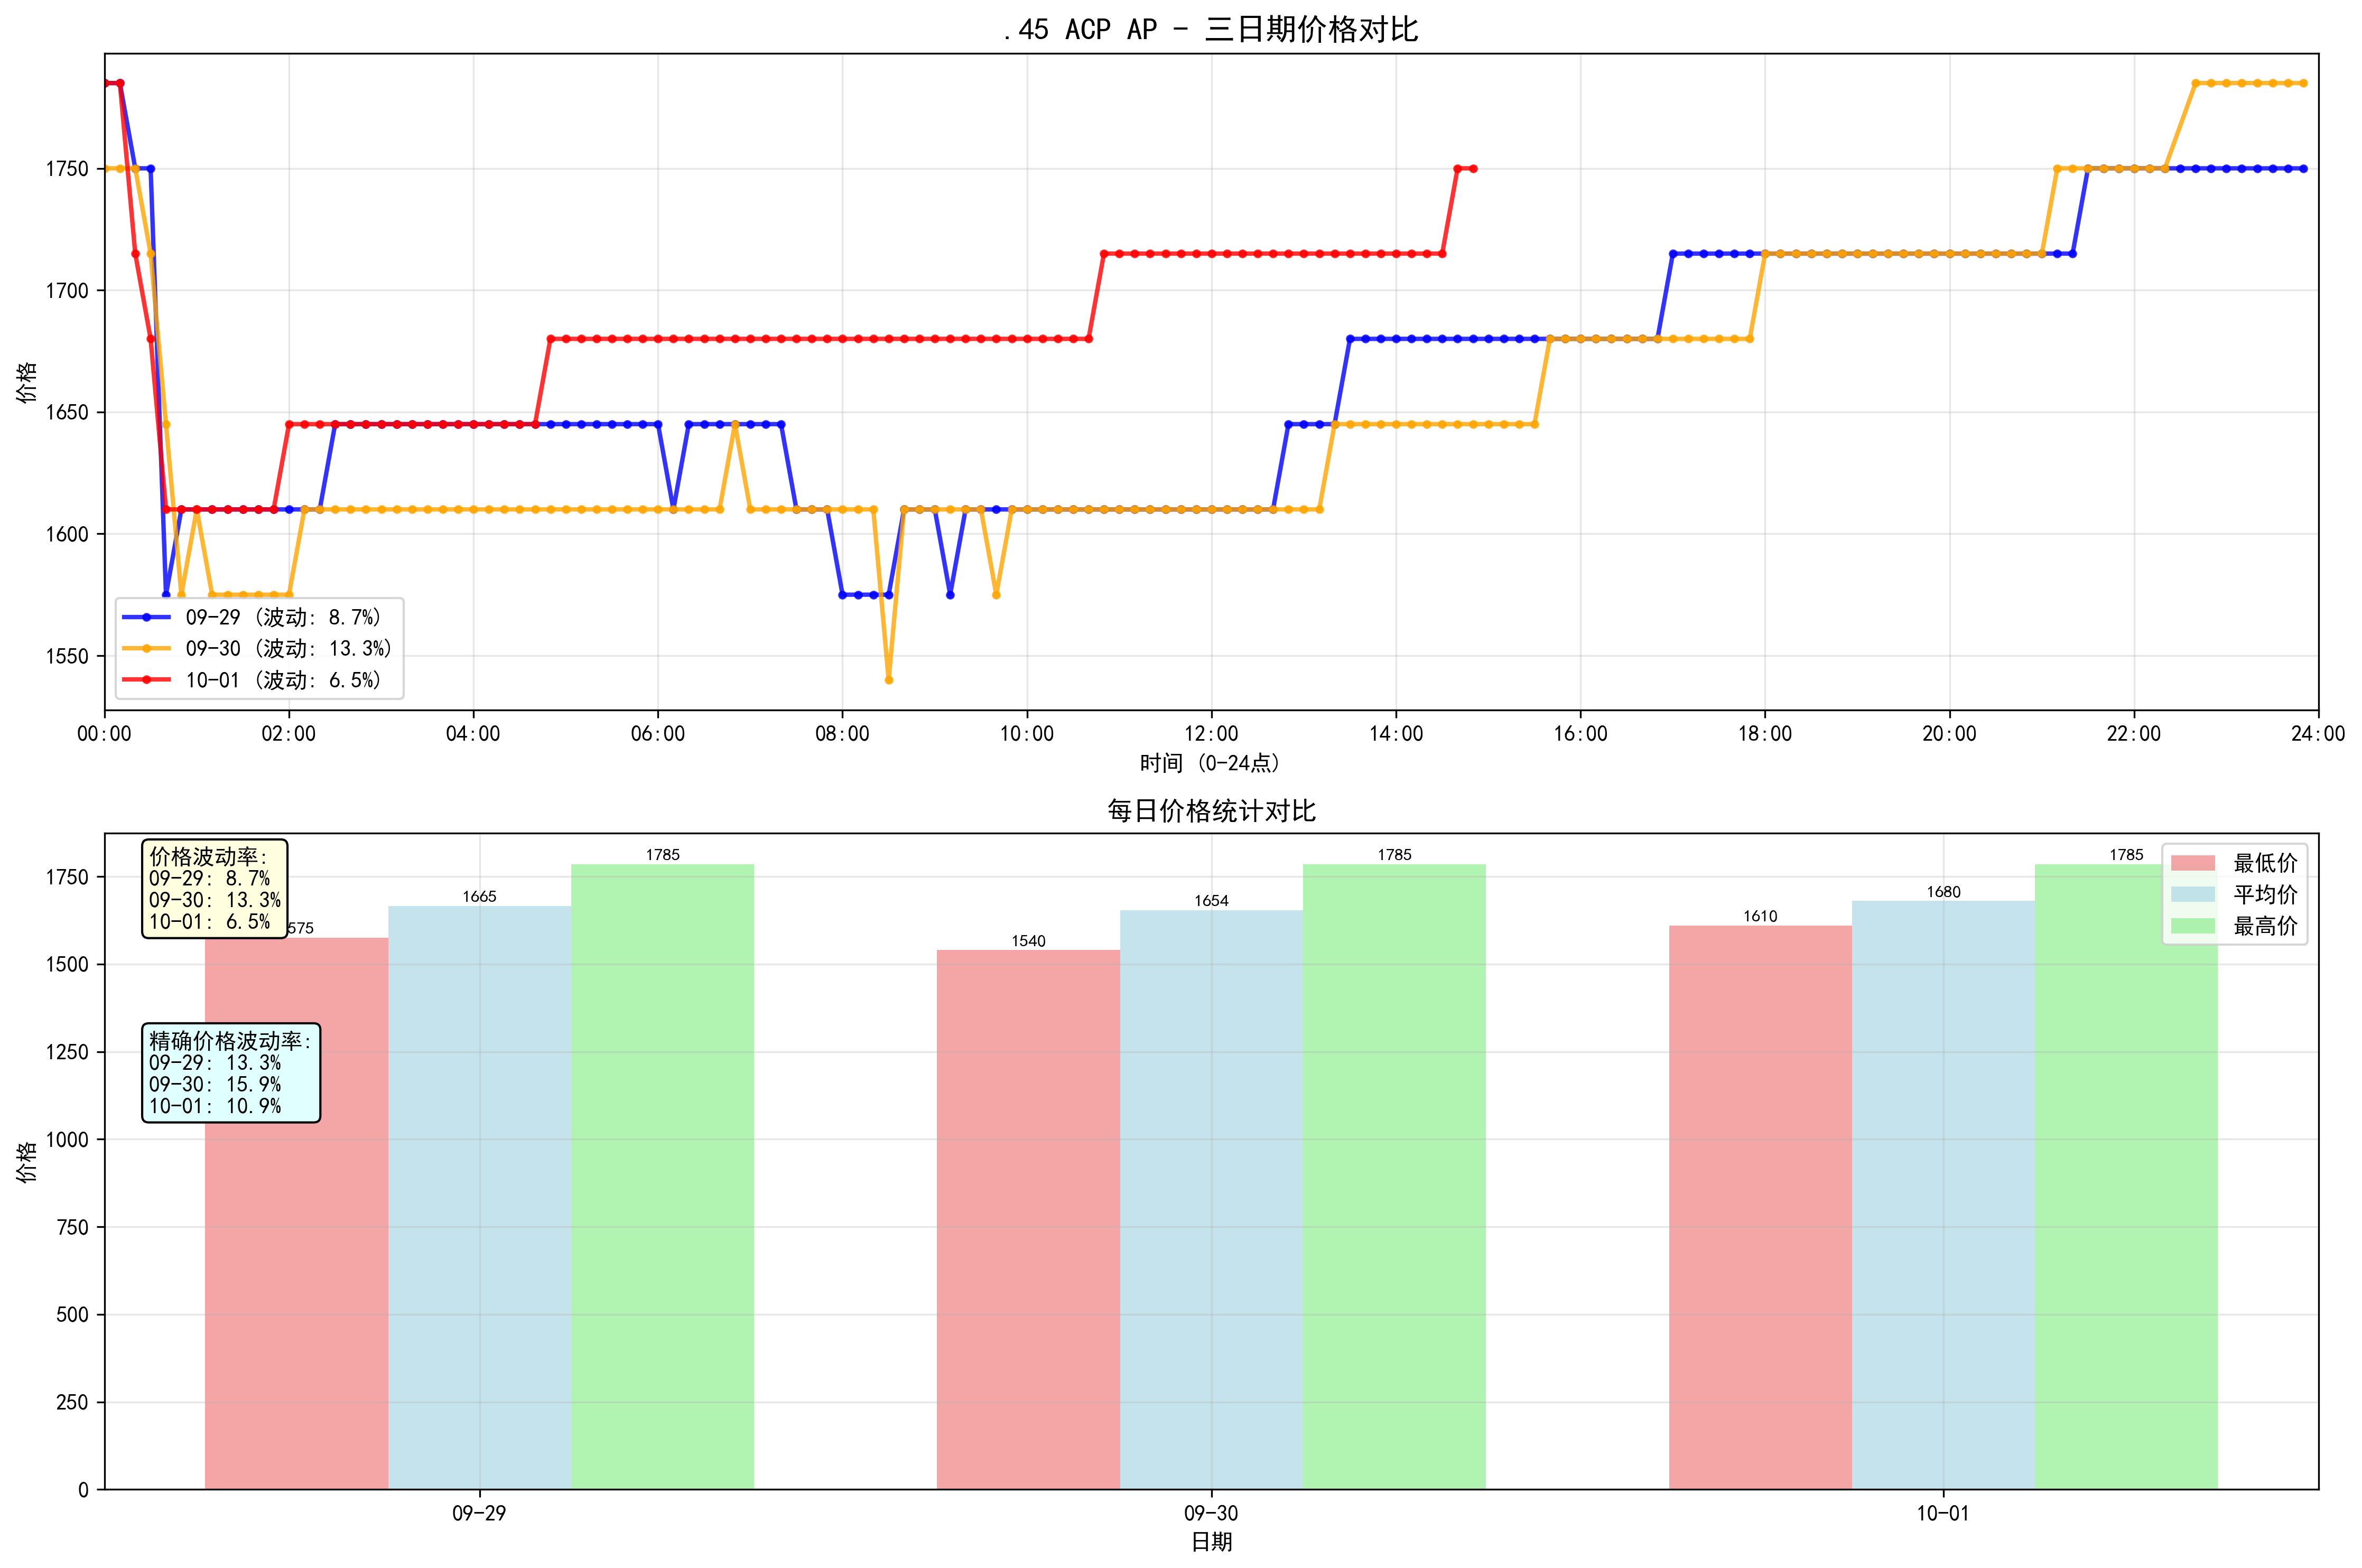 .45 ACP AP - 三日期价格对比
价格
1750
1700
1650
1600
1550
09-29 (波动: 8.7%)
09-30 (波动: 13.3%)
10-01 (波动: 6.5%)
00:00 02:00 04:00 06:00 08:00 10:00 12:00 14:00 16:00 18:00 20:00 22:00 24:00
时间 (0-24点)
每日价格统计对比
价格
1750
1500
1250
1000
750
500
250
0
价格波动率:
09-29: 8.7%
09-30: 13.3%
10-01: 6.5%
精确价格波动率:
09-29: 13.3%
09-30: 15.9%
10-01: 10.9%
575
1665
1785
1540
1654
1785
1610
1680
1785
最低价
平均价
最高价
09-29 09-30 10-01
日期